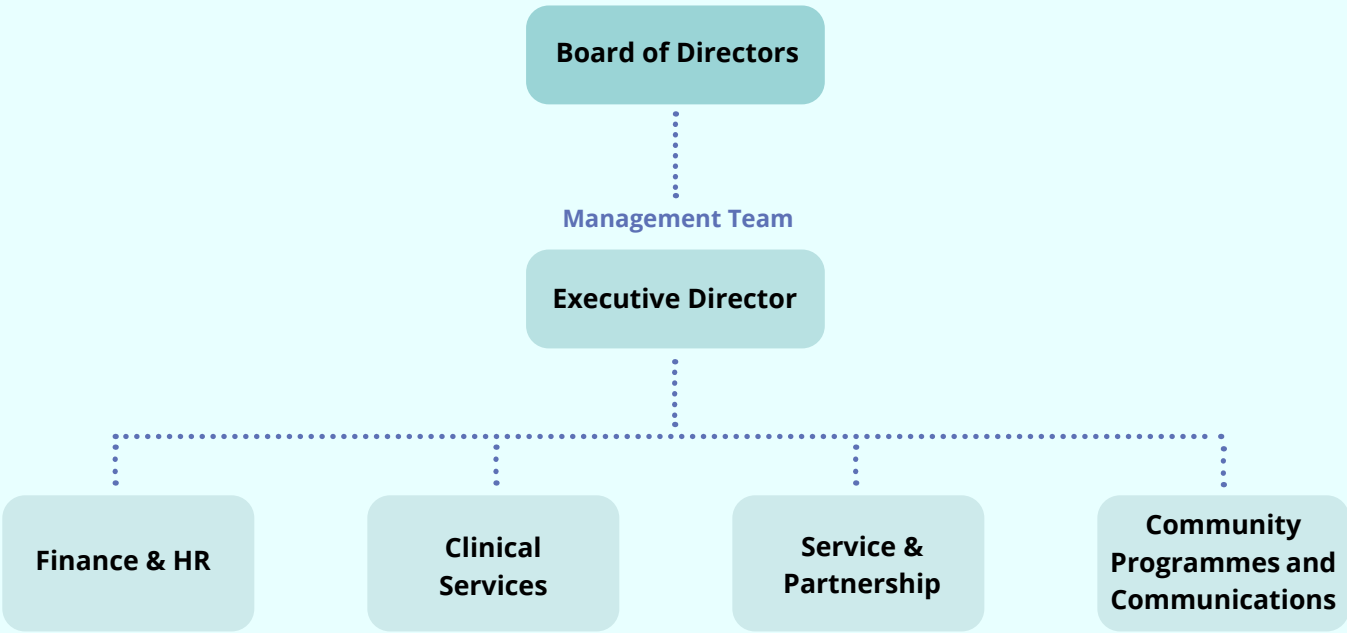 Board of Directors
Management Team
Executive Director
Finance & HR
Clinical
Services
Service &
Partnership
Community
Programmes and
Communications